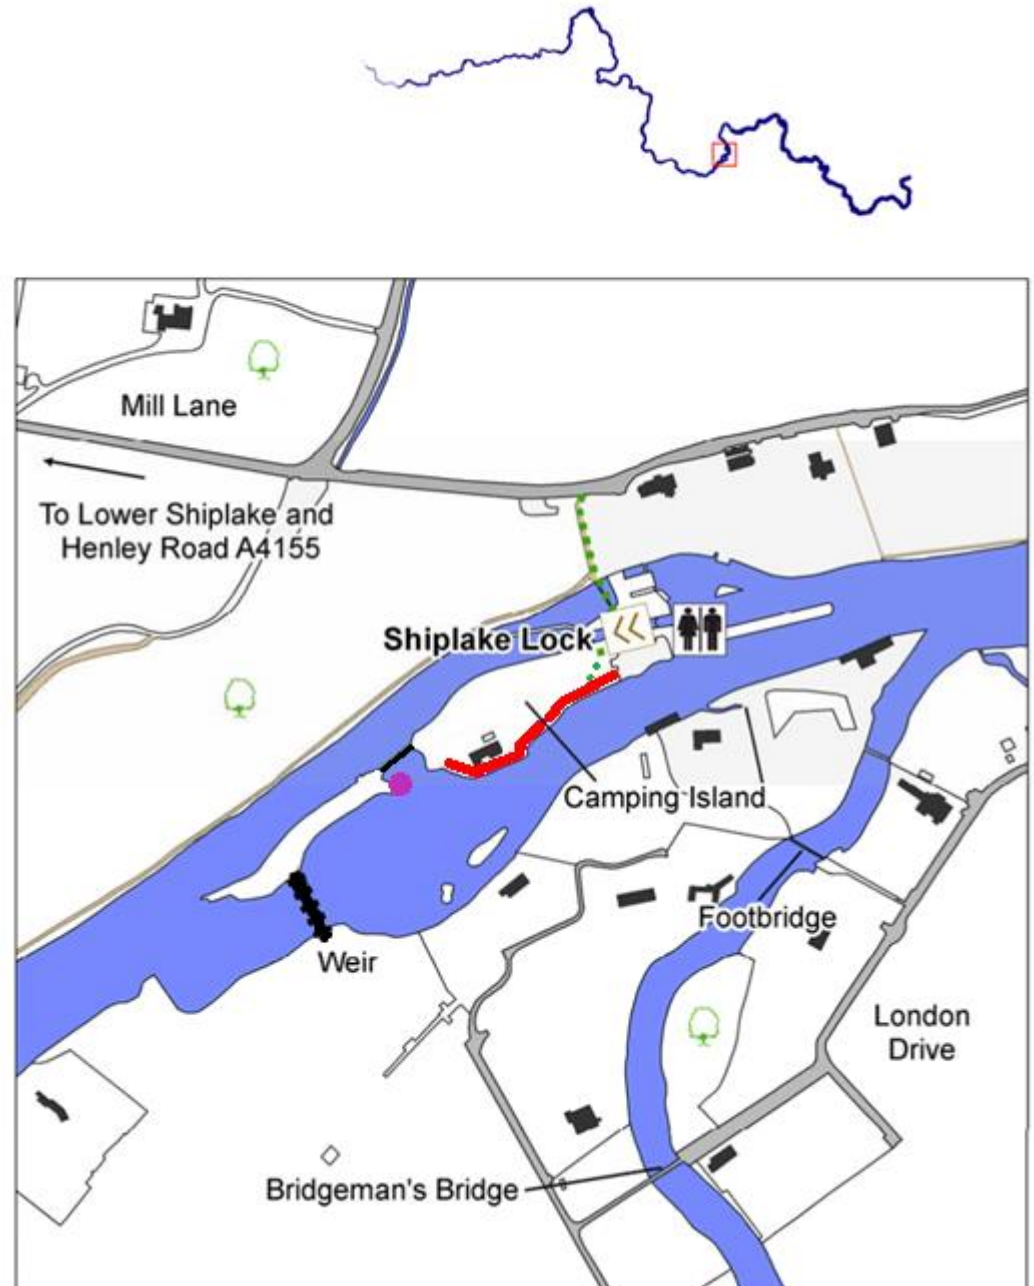 Mill Lane
To Lower Shiplake and
Henley Road A4155
Shiplake Lock
Camping Island
Footbridge
Weir
London
Drive
Bridgeman's Bridge